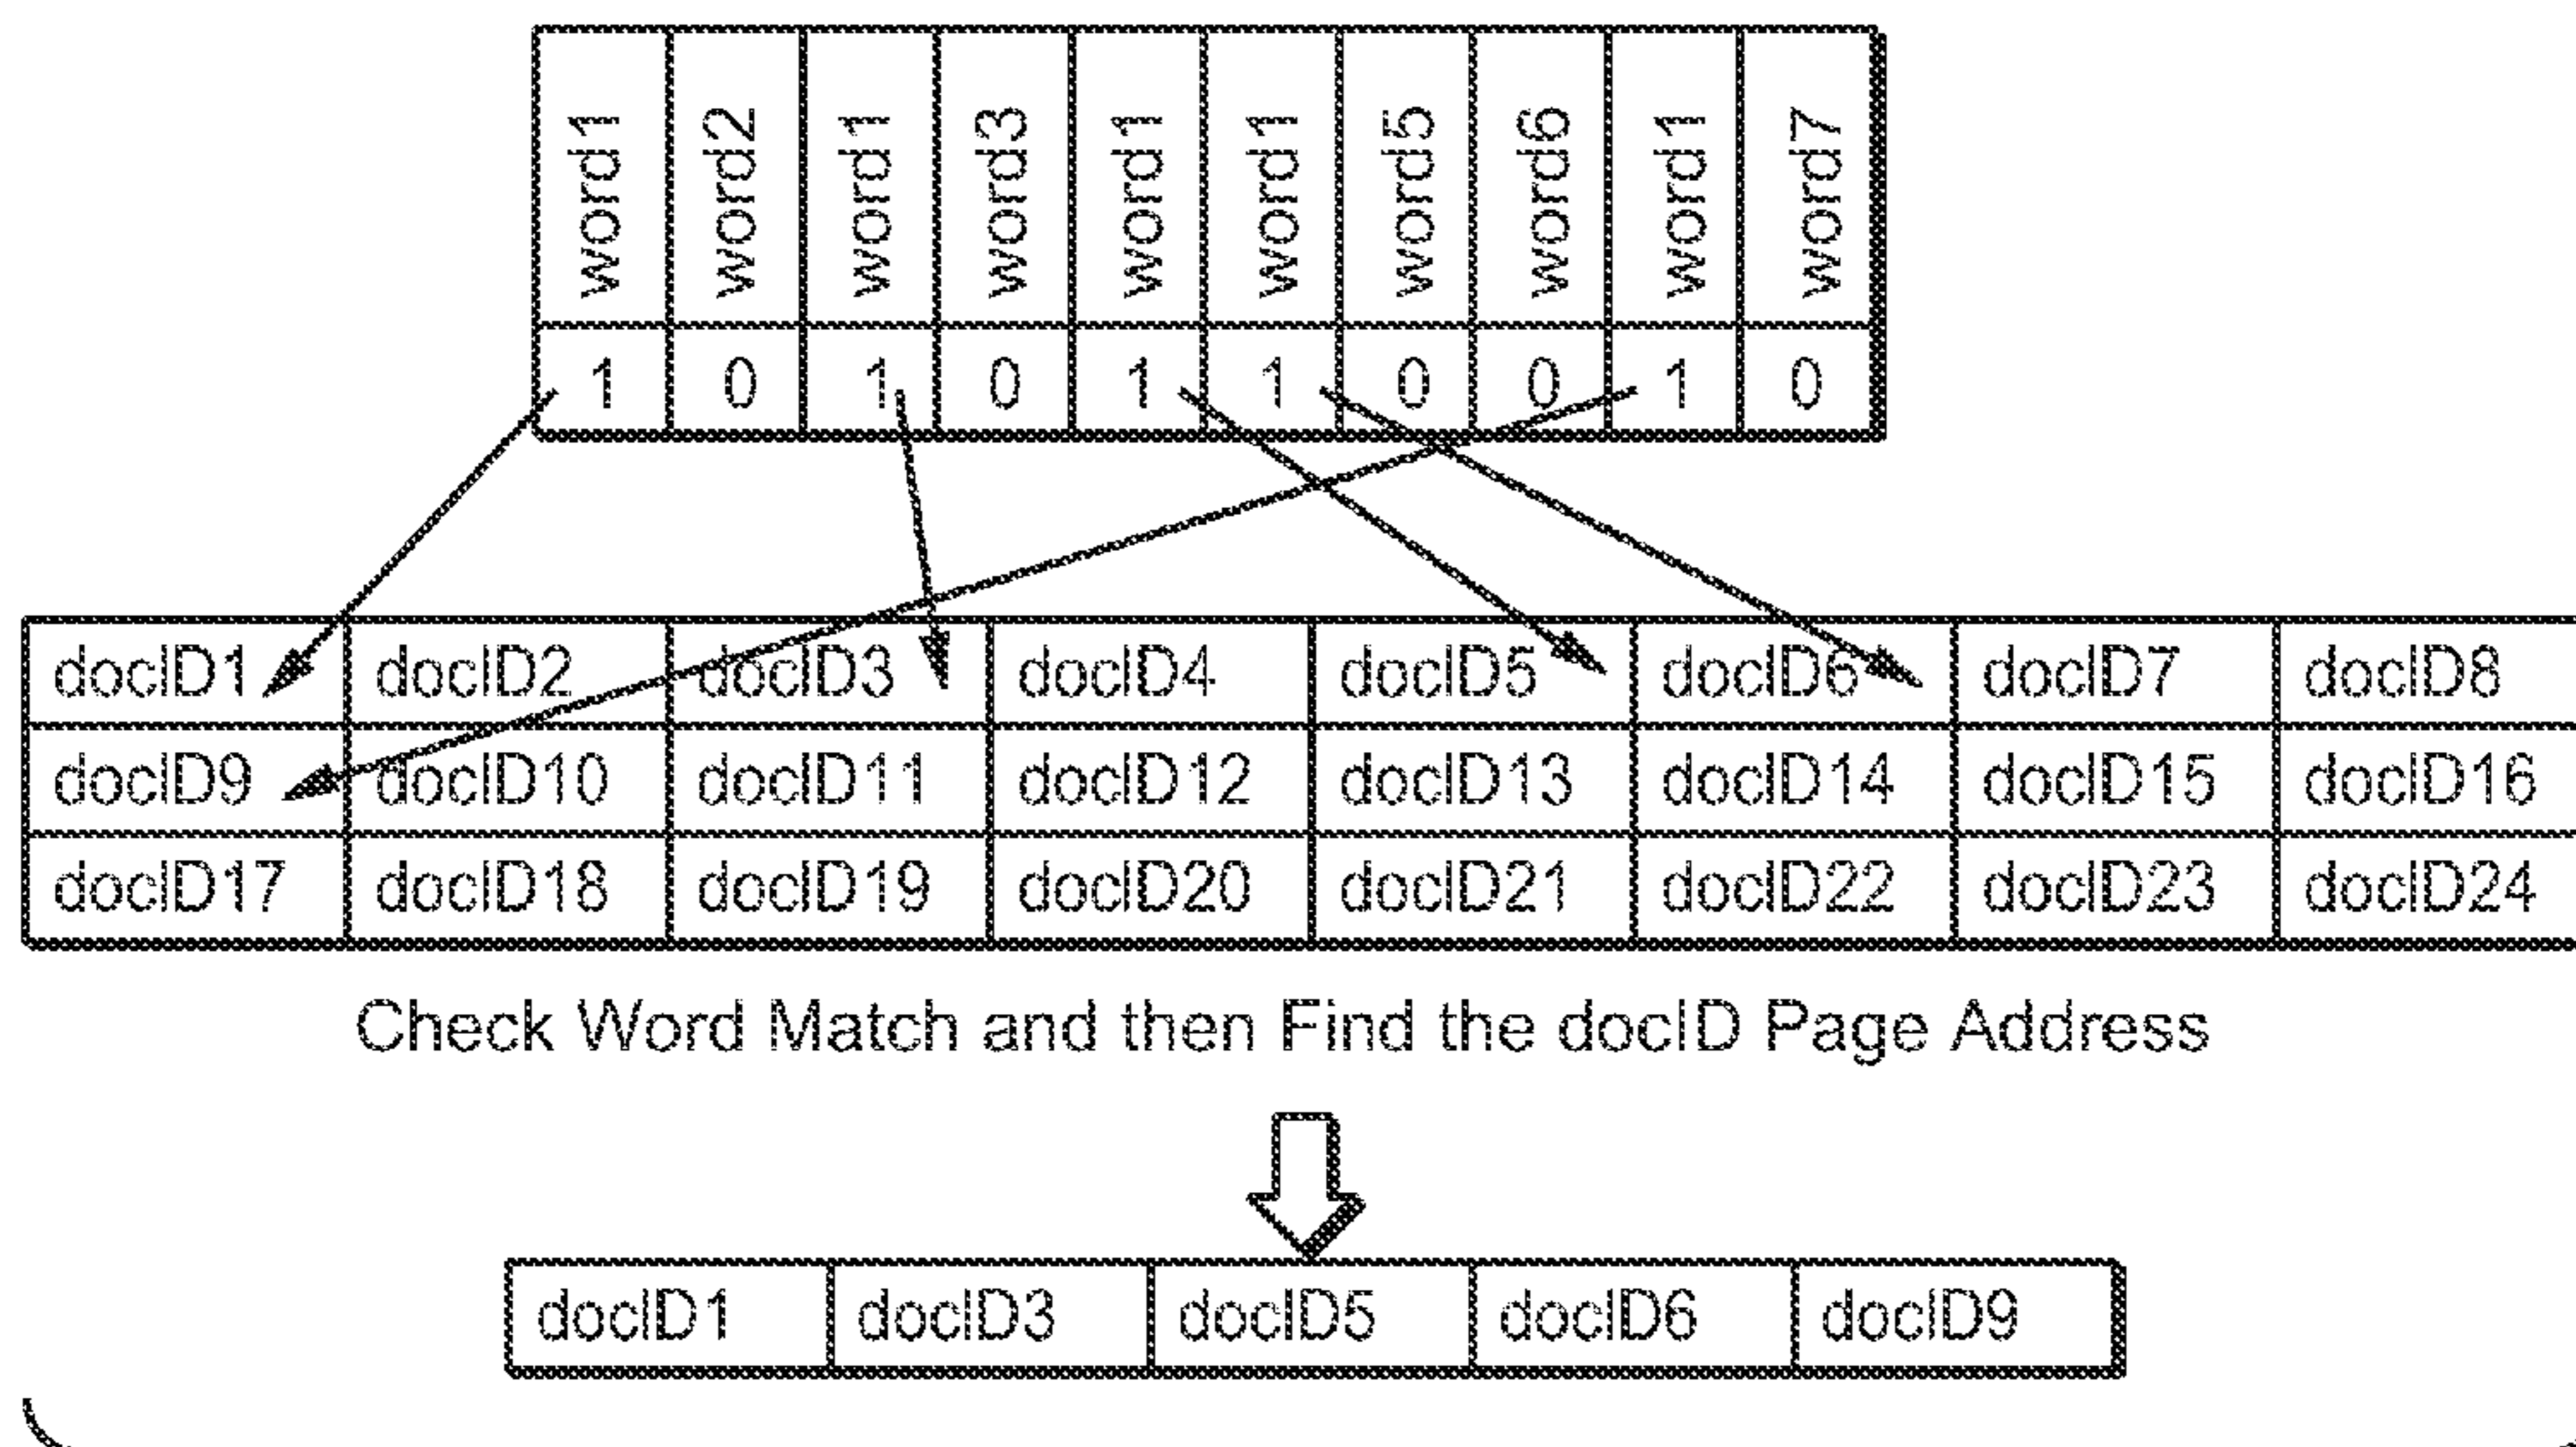 word1 word2 word1 word3 word1 word1 word5 word6 word1 word7
1 0 1 0 1 1 0 0 1 0
docID1 docID2 docID3 docID4 docID5 docID6 docID7 docID8
docID9 docID10 docID11 docID12 docID13 docID14 docID15 docID16
docID17 docID18 docID19 docID20 docID21 docID22 docID23 docID24
Check Word Match and then Find the docID Page Address
docID1 docID3 docID5 docID6 docID9